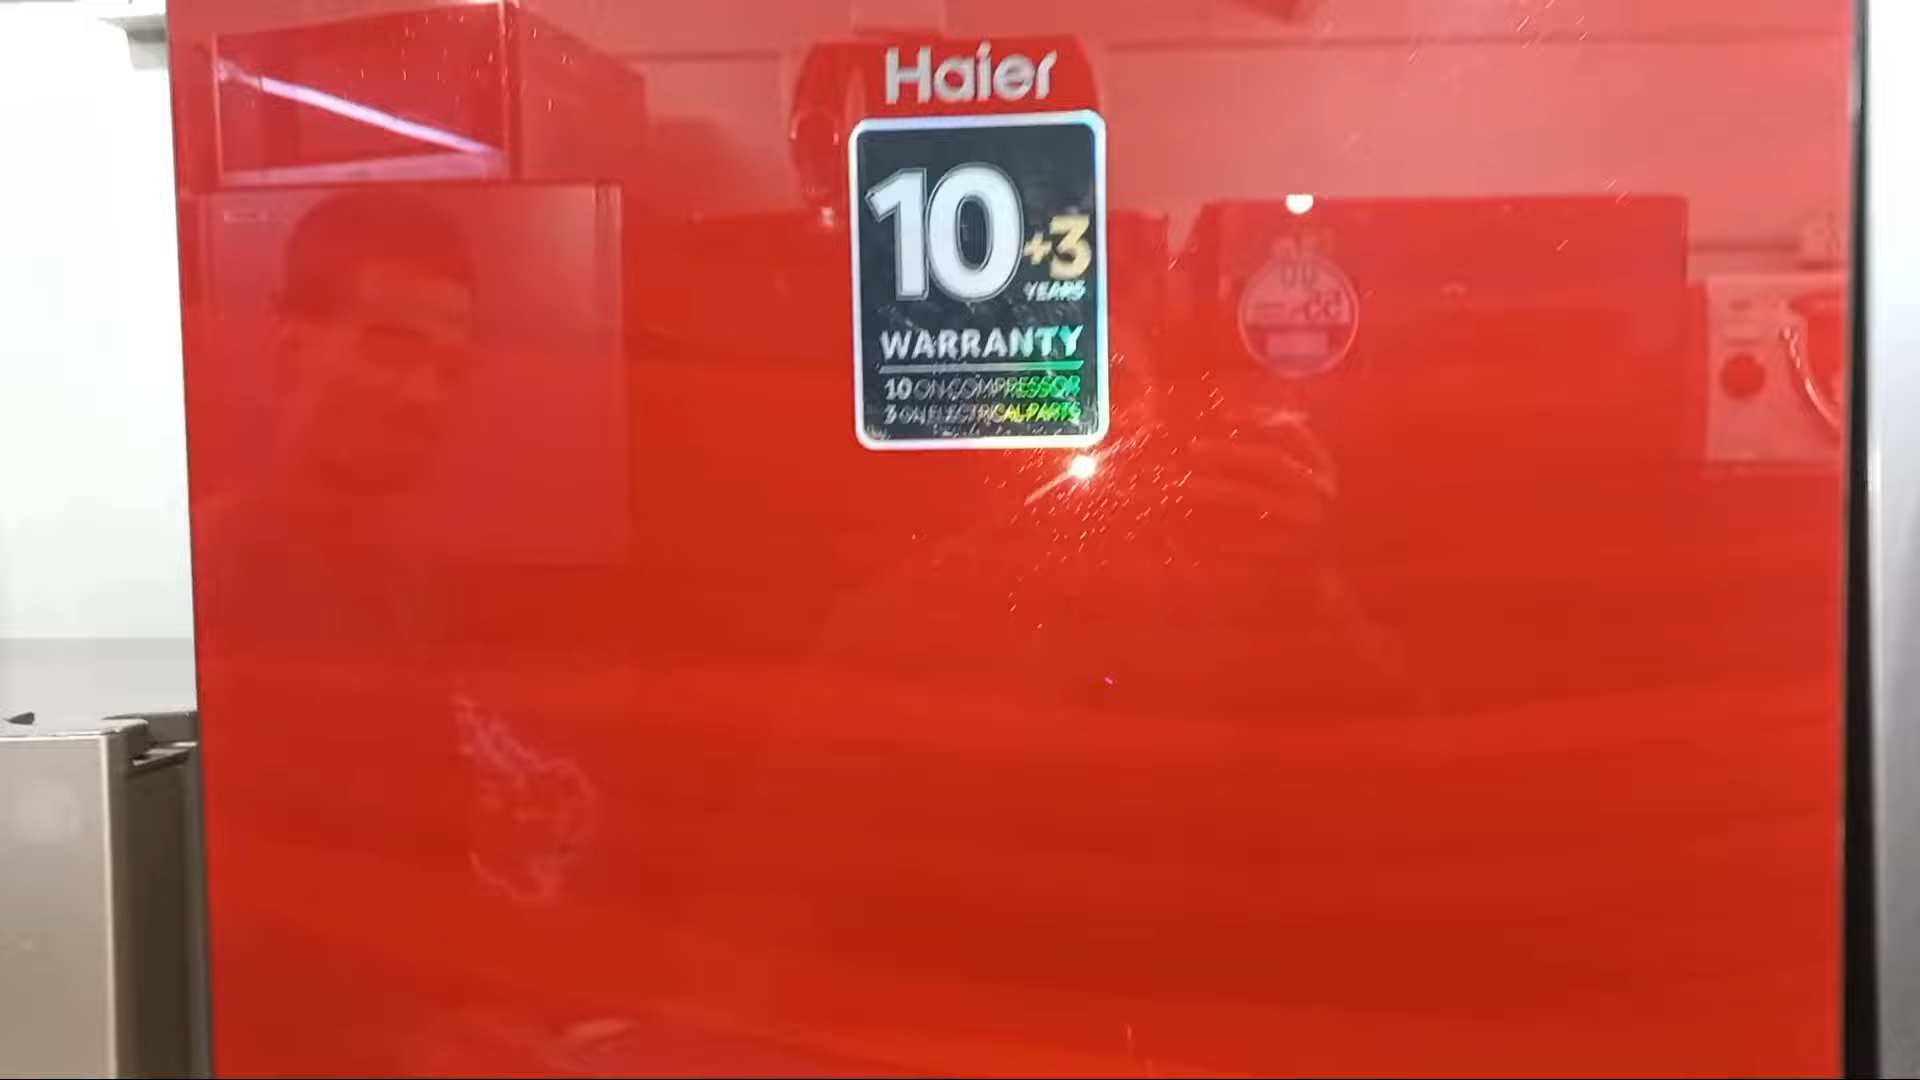 Haier
10 +3
YEARS
WARRANTY
10 ON COMPRESSOR
3 ON ELECTRICAL PARTS